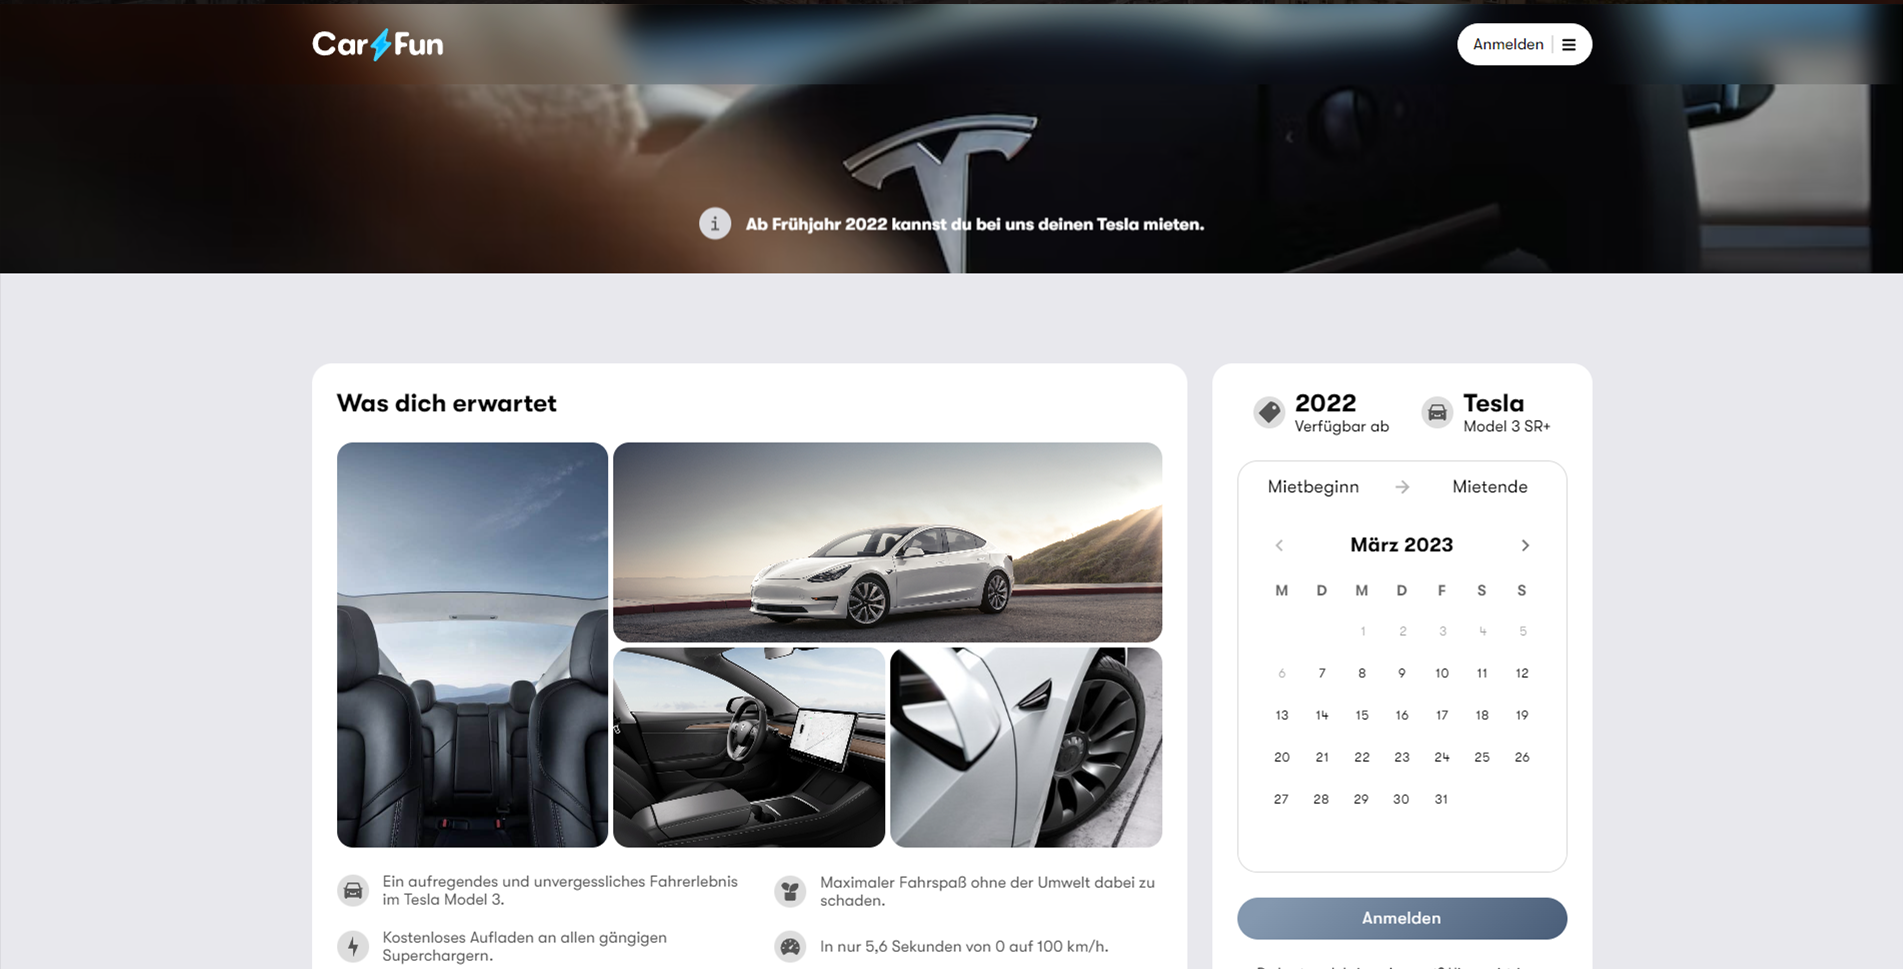 Car Fun
Anmelden
Ab Frühjahr 2022 kannst du bei uns deinen Tesla mieten.
Was dich erwartet
Ein aufregendes und unvergessliches Fahrerlebnis
im Tesla Model 3.
Maximaler Fahrspaß ohne der Umwelt dabei zu
schaden.
Kostenloses Aufladen an allen gängigen
Superchargern.
In nur 5,6 Sekunden von 0 auf 100 km/h.
2022
Verfügbar ab
Tesla
Model 3 SR+
Mietbeginn → Mietende
März 2023
M D M D F S S
1 2 3 4 5
6 7 8 9 10 11 12
13 14 15 16 17 18 19
20 21 22 23 24 25 26
27 28 29 30 31
Anmelden